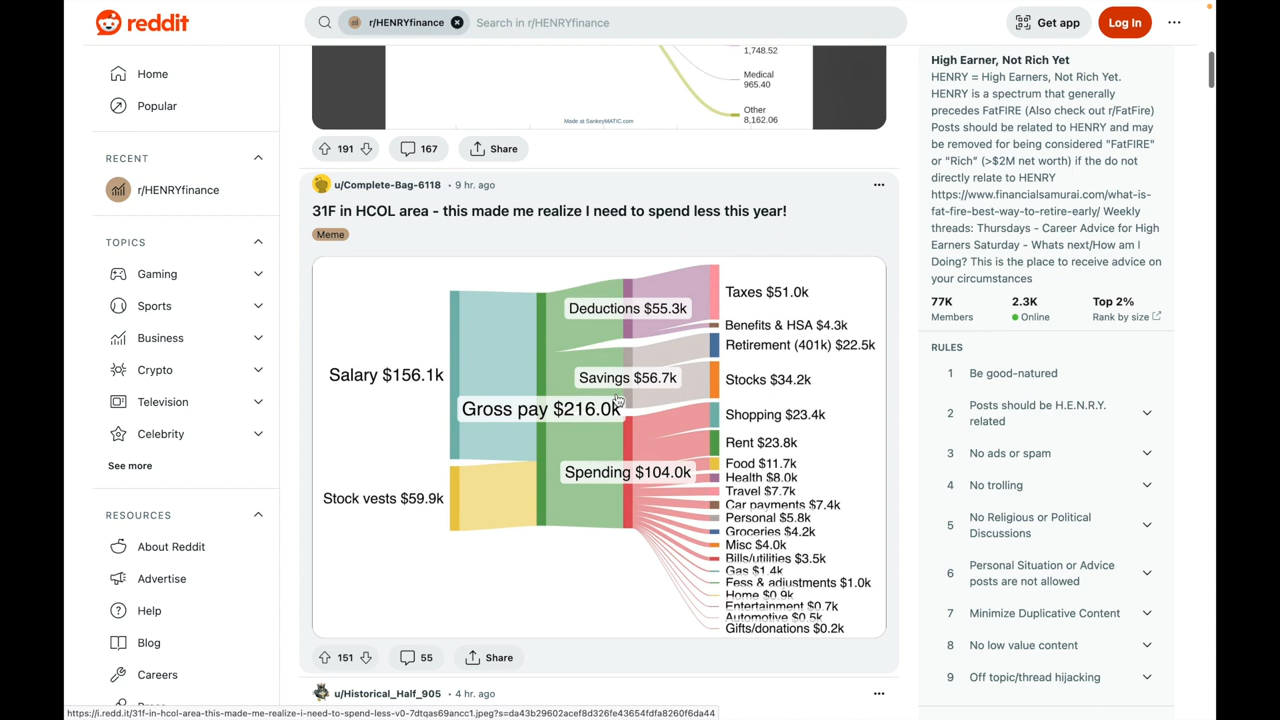 reddit
r/HENRYfinance
Search in r/HENRYfinance
Get app
Log In
Home
Popular
RECENT
r/HENRYfinance
TOPICS
Gaming
Sports
Business
Crypto
Television
Celebrity
See more
RESOURCES
About Reddit
Advertise
Help
Blog
Careers
1,748.52
Medical
965.40
Other
8,162.06
Made at SankeyMATIC.com
191
167
Share
u/Complete-Bag-6118 • 9 hr. ago
31F in HCOL area - this made me realize I need to spend less this year!
Meme
Salary $156.1k
Stock vests $59.9k
Gross pay $216.0k
Deductions $55.3k
Savings $56.7k
Spending $104.0k
Taxes $51.0k
Benefits & HSA $4.3k
Retirement (401k) $22.5k
Stocks $34.2k
Shopping $23.4k
Rent $23.8k
Food $11.7k
Health $8.0k
Travel $7.7k
Car payments $7.4k
Personal $5.8k
Groceries $4.2k
Misc $4.0k
Bills/utilities $3.5k
Gas $1.4k
Fess & adjustments $1.0k
Home $0.9k
Entertainment $0.7k
Automotive $0.5k
Gifts/donations $0.2k
151
55
Share
u/Historical_Half_905 • 4 hr. ago
High Earner, Not Rich Yet
HENRY = High Earners, Not Rich Yet.
HENRY is a spectrum that generally
precedes FatFIRE (Also check out r/FatFire)
Posts should be related to HENRY and may
be removed for being considered "FatFIRE"
or "Rich" (>$2M net worth) if the do not
directly relate to HENRY
https://www.financialsamurai.com/what-is-
fat-fire-best-way-to-retire-early/ Weekly
threads: Thursdays - Career Advice for High
Earners Saturday - Whats next/How am I
Doing? This is the place to receive advice on
your circumstances
77K
Members
2.3K
Online
Top 2%
Rank by size
RULES
1 Be good-natured
2 Posts should be H.E.N.R.Y.
related
3 No ads or spam
4 No trolling
5 No Religious or Political
Discussions
6 Personal Situation or Advice
posts are not allowed
7 Minimize Duplicative Content
8 No low value content
9 Off topic/thread hijacking
https://i.redd.it/31f-in-hcol-area-this-made-me-realize-i-need-to-spend-less-v0-7dtqas69ancc1.jpeg?s=da43b29602acef8d326fe43654fdfa8260f6da44